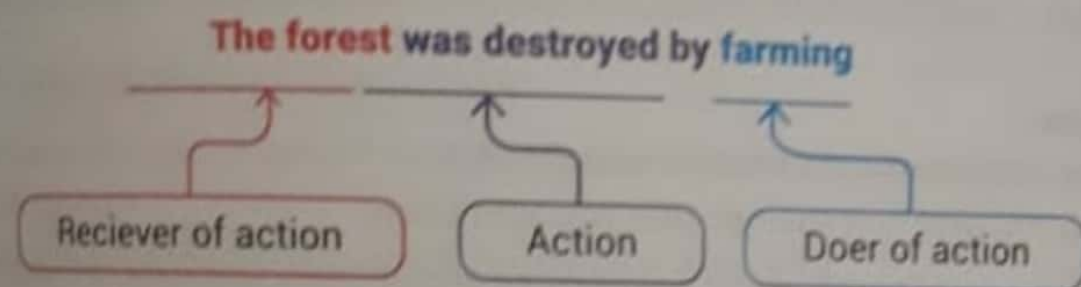 The forest was destroyed by farming
Reciever of action Action Doer of action